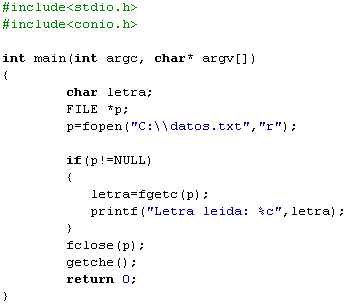 #include<stdio.h>
#include<conio.h>

int main(int argc, char* argv[])
{
        char letra;
        FILE *p;
        p=fopen("C:\\datos.txt","r");

        if(p!=NULL)
        {
           letra=fgetc(p);
           printf("Letra leida: %c",letra);
        }
        fclose(p);
        getche();
        return 0;
}